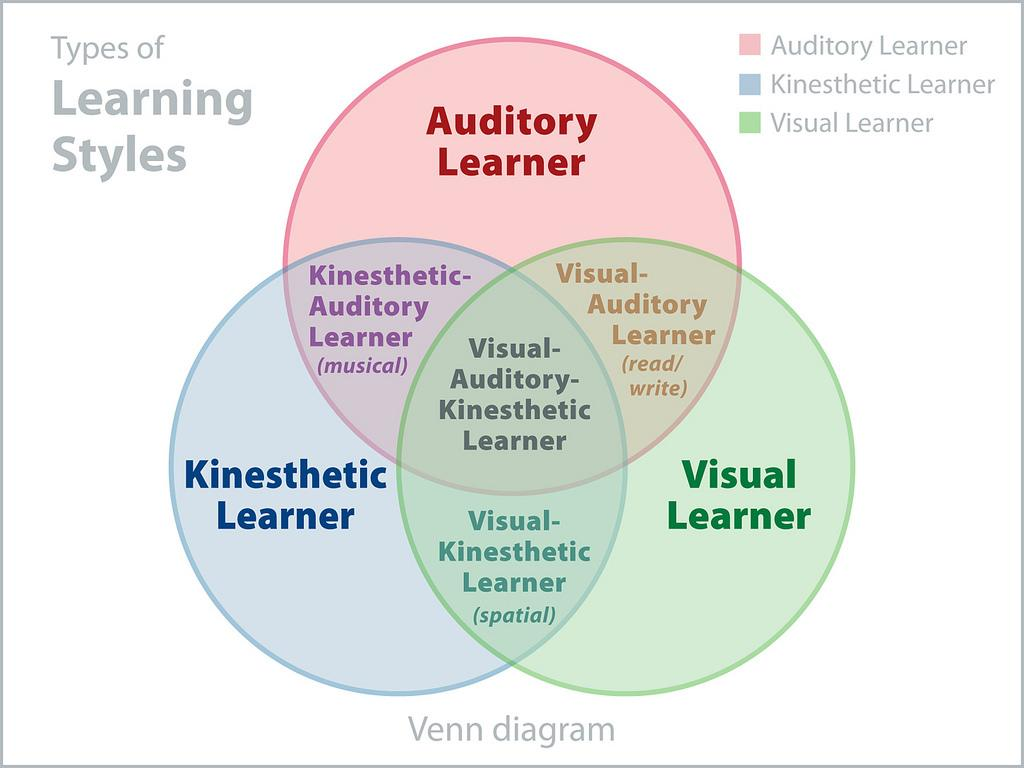 Types of
Learning
Styles
Auditory Learner
Kinesthetic Learner
Visual Learner
Auditory
Learner
Kinesthetic-
Auditory
Learner
(musical)
Visual-
Auditory
Learner
(read/
write)
Visual-
Auditory-
Kinesthetic
Learner
Kinesthetic
Learner
Visual
Learner
Visual-
Kinesthetic
Learner
(spatial)
Venn diagram